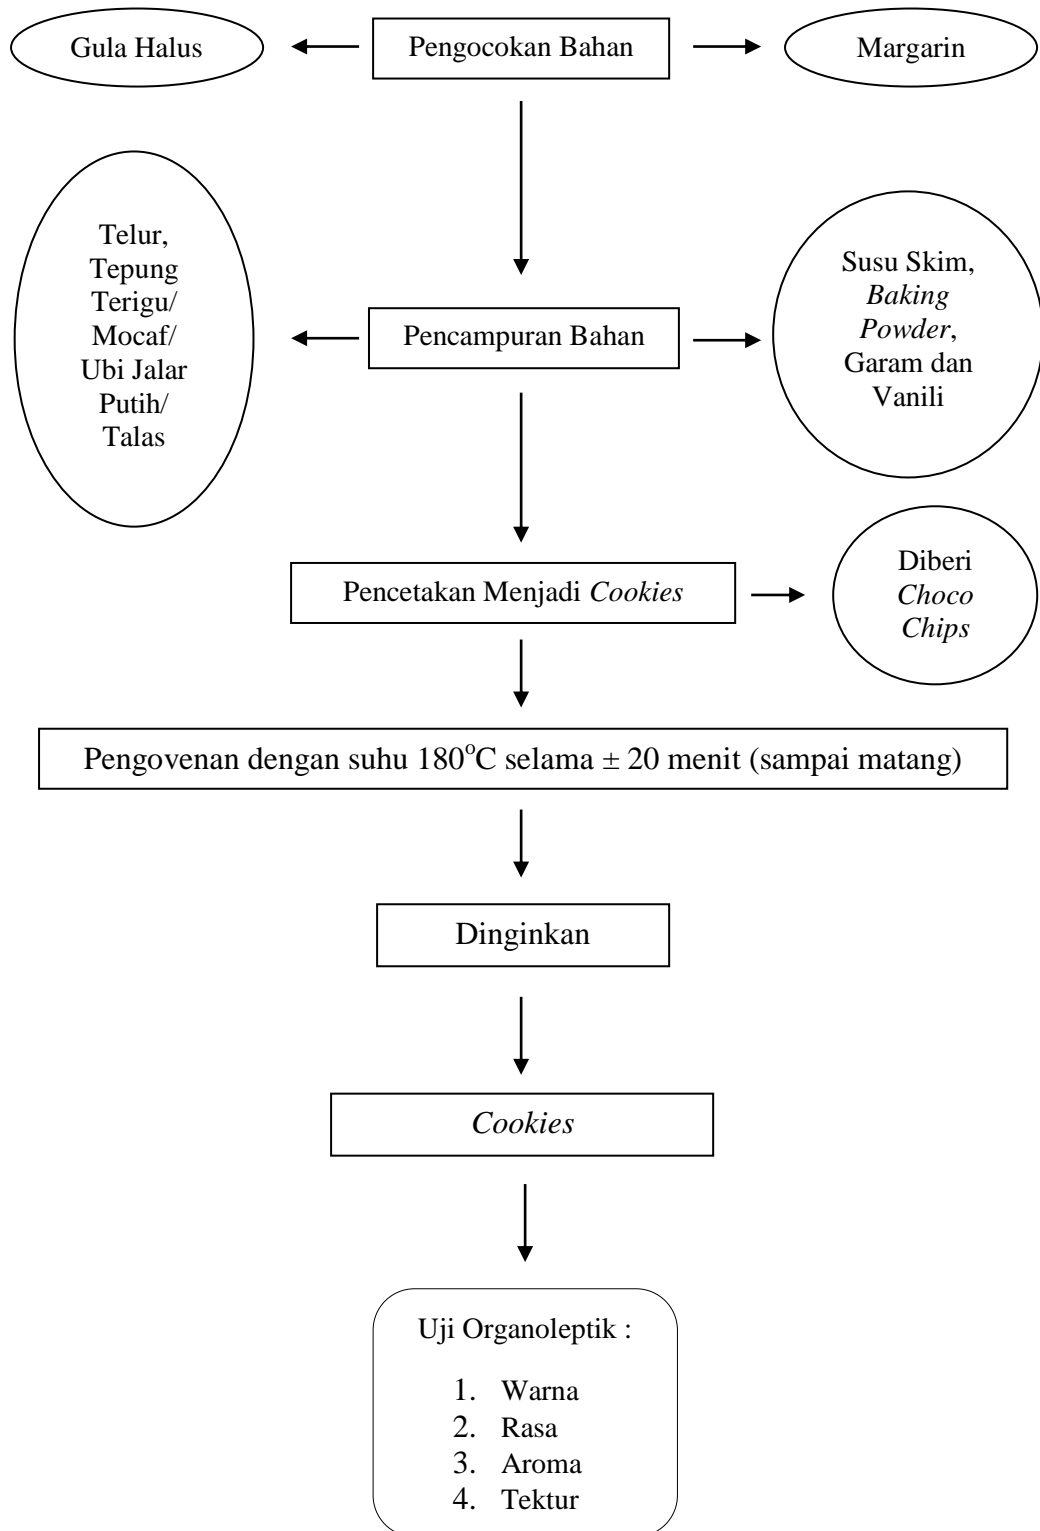 Gula Halus
Pengocokan Bahan
Margarin
Telur,
Tepung
Terigu/
Mocaf/
Ubi Jalar
Putih/
Talas
Pencampuran Bahan
Susu Skim,
Baking
Powder,
Garam dan
Vanili
Pencetakan Menjadi Cookies
Diberi
Choco
Chips
Pengovenan dengan suhu 180°C selama ± 20 menit (sampai matang)
Dinginkan
Cookies
Uji Organoleptik :
1. Warna
2. Rasa
3. Aroma
4. Tektur